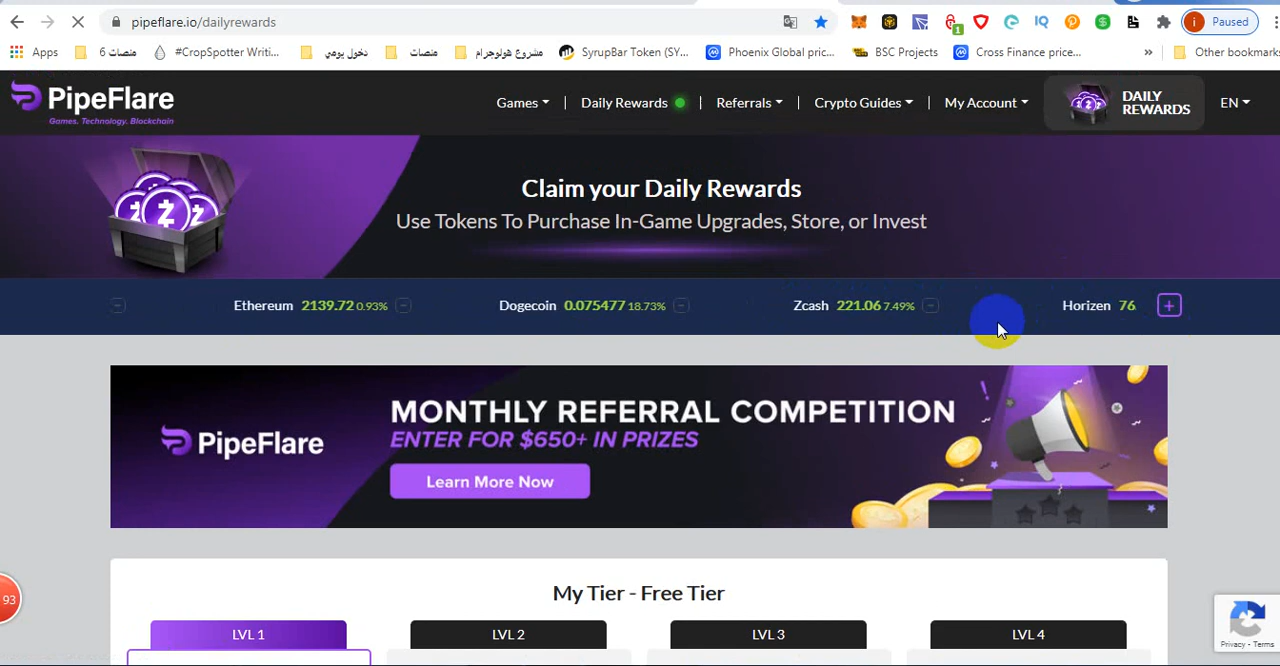 pipeflare.io/dailyrewards
Paused
Apps
منصات 6
#CropSpotter Writi...
دخول يومي
منصات
مشروع هولوجرام
SyrupBar Token (SY...
Phoenix Global pric...
BSC Projects
Cross Finance price...
»
Other bookmarks
PipeFlare
Games. Technology. Blockchain
Games
Daily Rewards
Referrals
Crypto Guides
My Account
DAILY
REWARDS
EN
Claim your Daily Rewards
Use Tokens To Purchase In-Game Upgrades, Store, or Invest
Ethereum 2139.72 0.93%
Dogecoin 0.075477 18.73%
Zcash 221.06 7.49%
Horizen 76
MONTHLY REFERRAL COMPETITION
ENTER FOR $650+ IN PRIZES
PipeFlare
Learn More Now
My Tier - Free Tier
LVL 1
LVL 2
LVL 3
LVL 4
93
Privacy - Terms